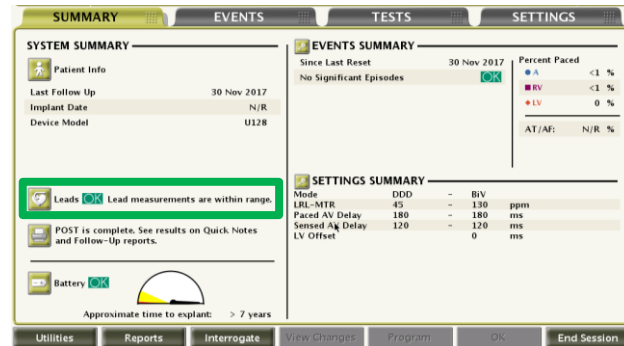 SUMMARY EVENTS TESTS SETTINGS
SYSTEM SUMMARY
Patient Info
Last Follow Up 30 Nov 2017
Implant Date N/R
Device Model U128
Leads OK Lead measurements are within range.
POST is complete. See results on Quick Notes
and Follow-Up reports.
Battery OK
Approximate time to explant: > 7 years
EVENTS SUMMARY
Since Last Reset 30 Nov 2017
No Significant Episodes OK
Percent Paced
A <1 %
RV <1 %
LV 0 %
AT/AF: N/R %
SETTINGS SUMMARY
Mode DDD - BiV
LRL-MTR 45 - 130 ppm
Paced AV Delay 180 - 180 ms
Sensed AV Delay 120 - 120 ms
LV Offset 0 ms
Utilities Reports Interrogate View Changes Program OK End Session